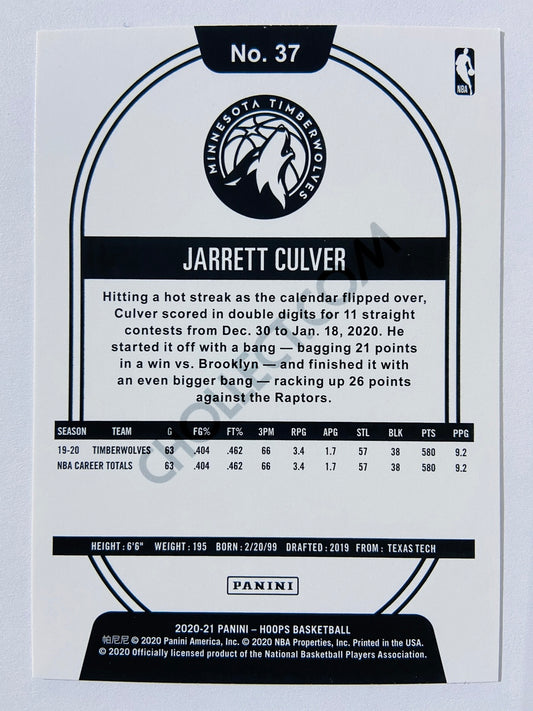 No. 37
NBA
MINNESOTA TIMBERWOLVES
JARRETT CULVER
Hitting a hot streak as the calendar flipped over,
Culver scored in double digits for 11 straight
contests from Dec. 30 to Jan. 18, 2020. He
started it off with a bang — bagging 21 points
in a win vs. Brooklyn — and finished it with
an even bigger bang — racking up 26 points
against the Raptors.
CHOLLECT.COM
SEASON TEAM G FG% FT% 3PM RPG APG STL BLK PTS PPG
19-20 TIMBERWOLVES 63 .404 .462 66 3.4 1.7 57 38 580 9.2
NBA CAREER TOTALS 63 .404 .462 66 3.4 1.7 57 38 580 9.2
HEIGHT: 6'6" WEIGHT: 195 BORN: 2/20/99 DRAFTED: 2019 FROM: TEXAS TECH
PANINI
2020-21 PANINI – HOOPS BASKETBALL
帕尼尼 © 2020 Panini America, Inc. © 2020 NBA Properties, Inc. Printed in the USA.
© 2020 Officially licensed product of the National Basketball Players Association.